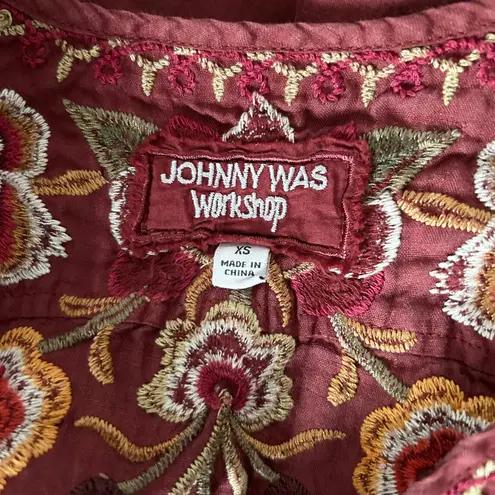 JOHNNY WAS
Workshop
XS
MADE IN
CHINA